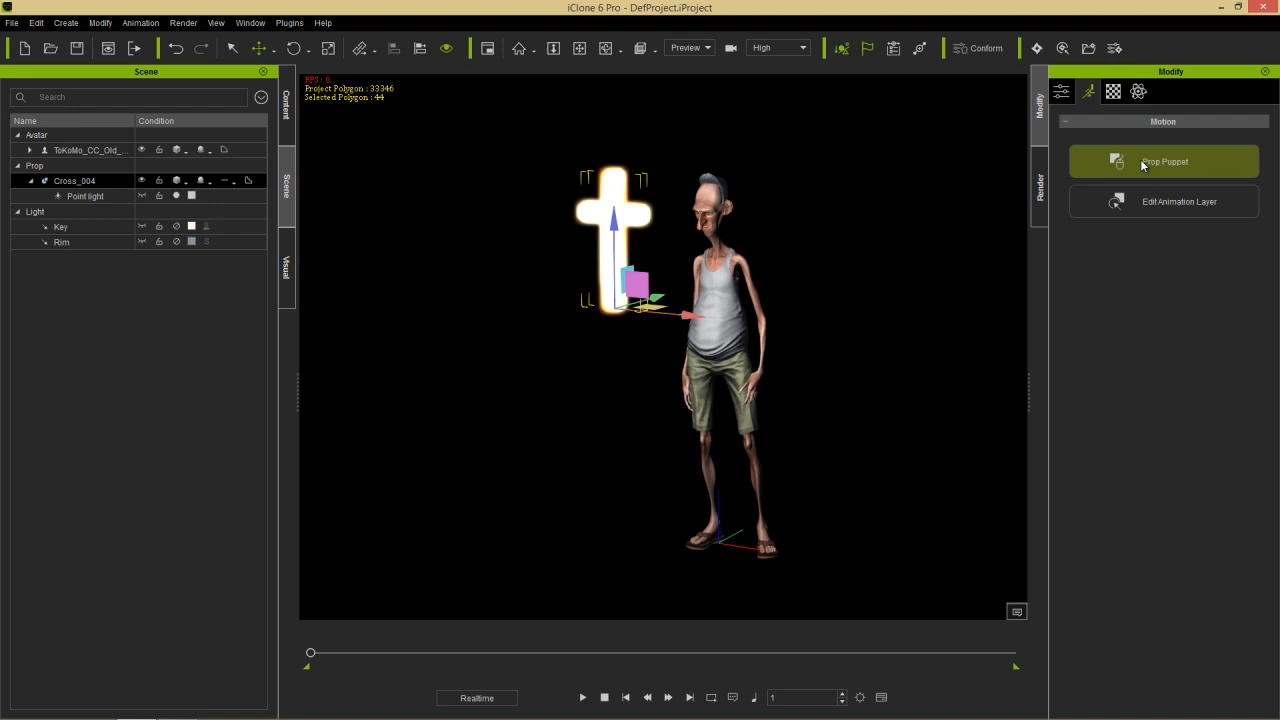 iClone 6 Pro - DefProject.iProject
File Edit Create Modify Animation Render View Window Plugins Help
Preview High Conform
Scene
Search
Name Condition
Avatar
ToKoMo_CC_Old_...
Prop
Cross_004
Point light
Light
Key
Rim
S
Content
Scene
Visual
Project Polygon : 33346
Selected Polygon : 44
Modify
Render
Modify
Motion
Prop Puppet
Edit Animation Layer
Realtime
1